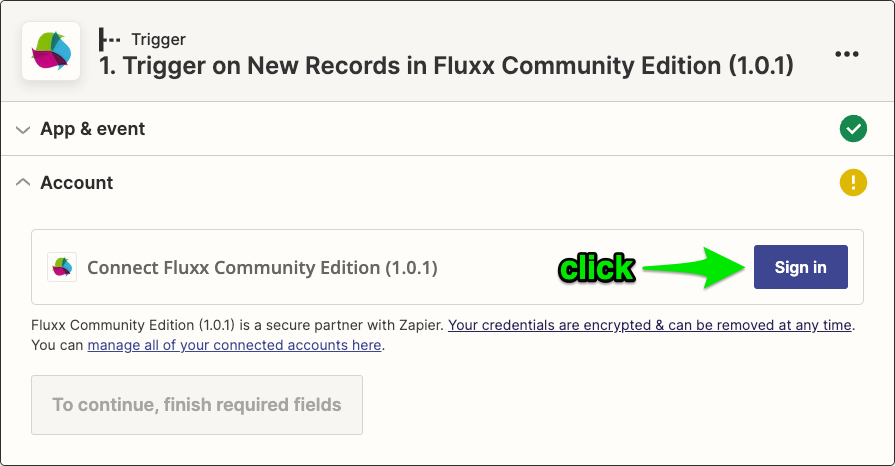 Trigger
1. Trigger on New Records in Fluxx Community Edition (1.0.1)
App & event
Account
Connect Fluxx Community Edition (1.0.1)
click
Sign in
Fluxx Community Edition (1.0.1) is a secure partner with Zapier. Your credentials are encrypted & can be removed at any time.
You can manage all of your connected accounts here.
To continue, finish required fields